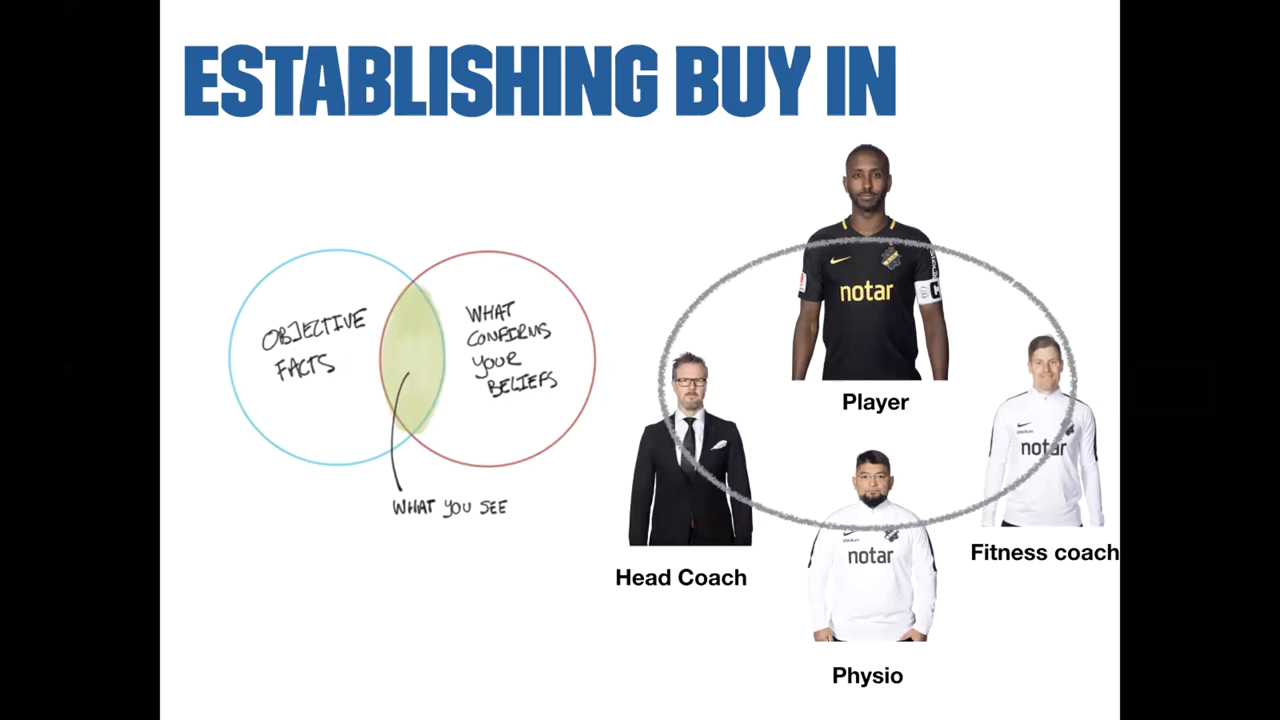 ESTABLISHING BUY IN
OBJECTIVE
FACTS
WHAT
CONFIRMS
YOUR
BELIEFS
WHAT YOU SEE
notar
C
Player
notar
Head Coach
notar
Fitness coach
Physio